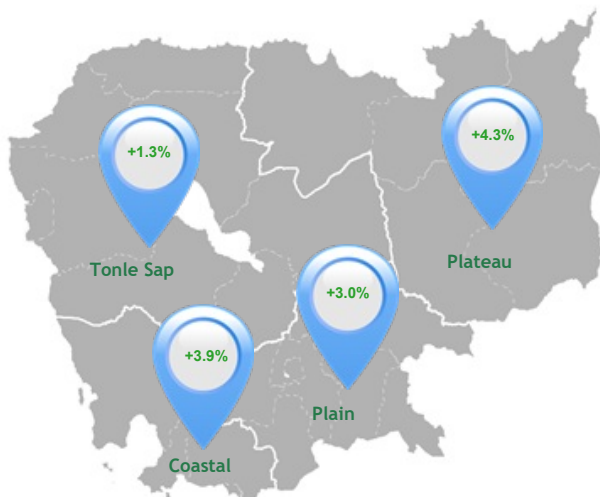 +1.3%
Tonle Sap
+4.3%
Plateau
+3.0%
Plain
+3.9%
Coastal